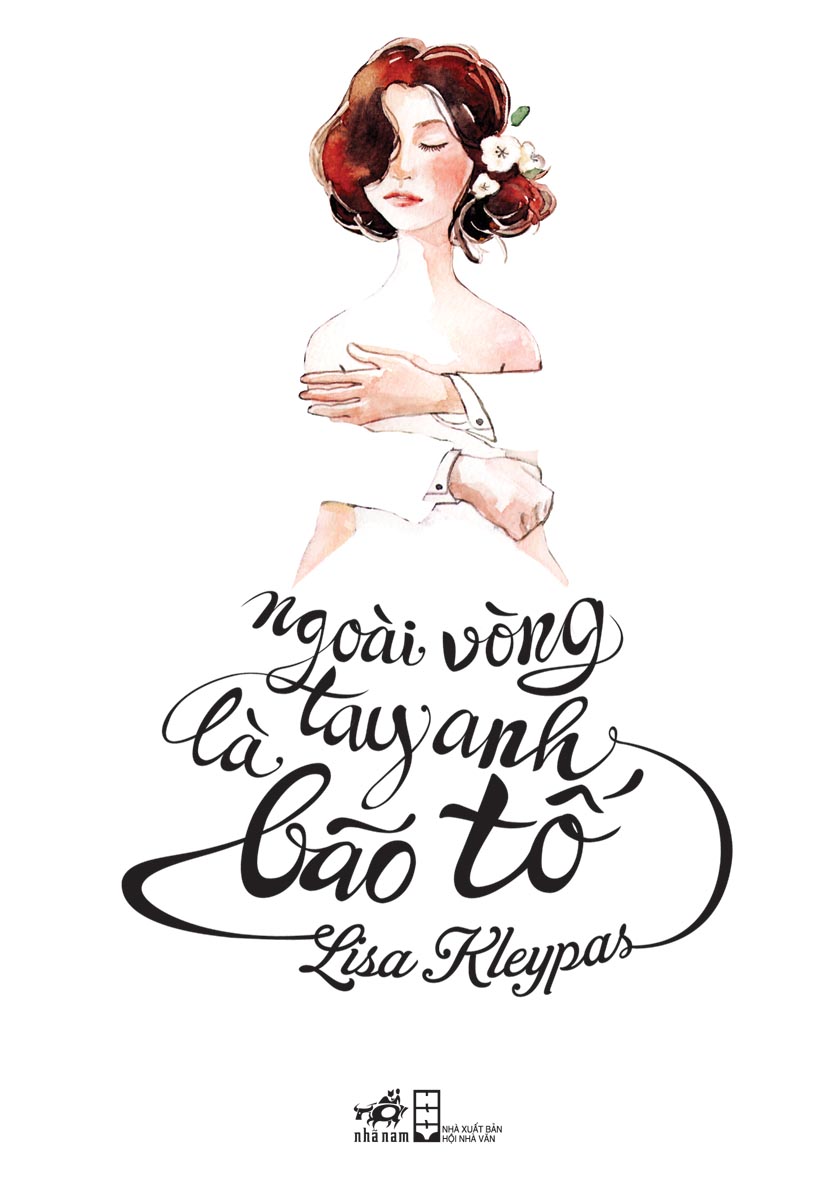 ngoài vòng
tay anh
là
bão tố
Lisa Kleypas
nhã nam
NHÀ XUẤT BẢN
HỘI NHÀ VĂN